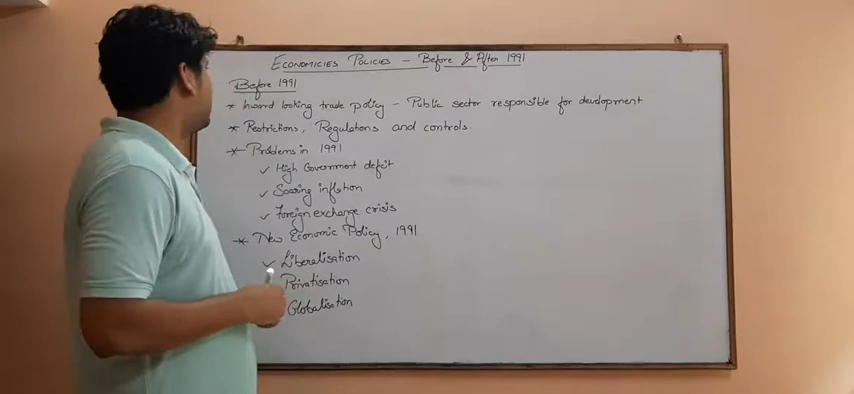 ECONOMICIES POLICIES – Before & After 1991
Before 1991
* Inward looking trade policy – Public sector responsible for development
* Restrictions, Regulations and controls.
* Problems in 1991
✓ High Government deficit
✓ Soaring inflation
✓ Foreign exchange crisis
* New Economic Policy, 1991
✓ Liberalisation
Privatisation
Globalisation